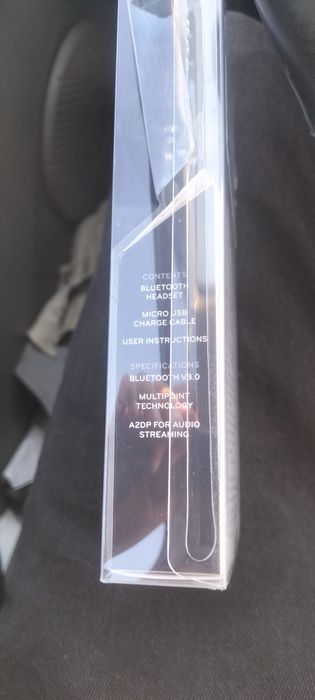 CONTENTS
BLUETOOTH
HEADSET
MICRO USB
CHARGE CABLE
USER INSTRUCTIONS
SPECIFICATIONS
BLUETOOTH V3.0
MULTIPOINT
TECHNOLOGY
A2DP FOR AUDIO
STREAMING